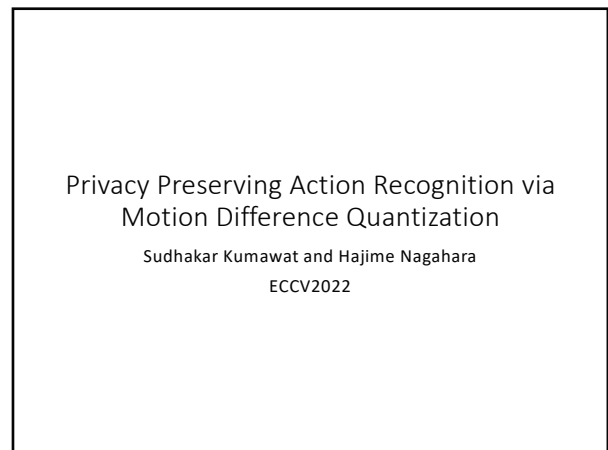 Privacy Preserving Action Recognition via
Motion Difference Quantization
Sudhakar Kumawat and Hajime Nagahara
ECCV2022